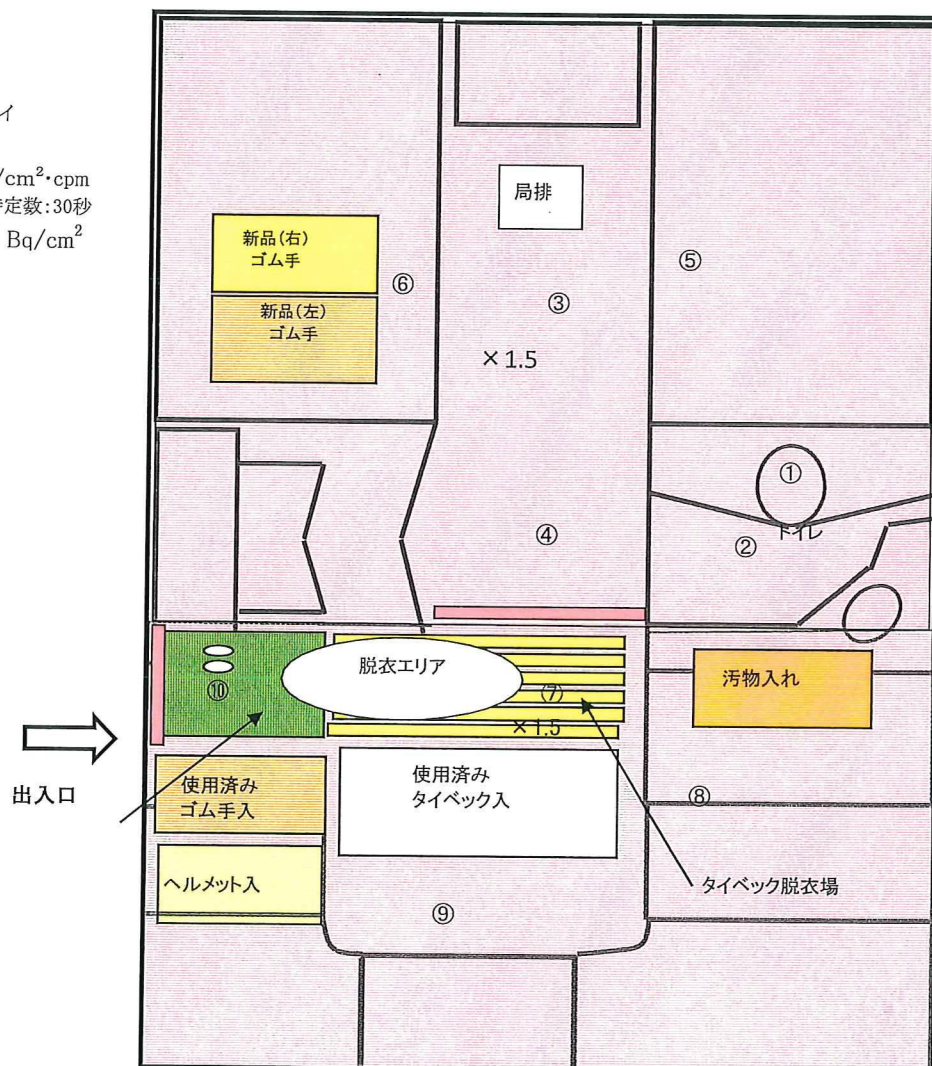 イ
/cm²・cpm
定数:30秒
Bq/cm²
局排
新品(右)
ゴム手
新品(左)
ゴム手
⑥
③
⑤
×1.5
①
④
②
トイレ
脱衣エリア
⑩
⑦
×1.5
汚物入れ
出入口
使用済み
ゴム手入
使用済み
タイベック入
⑧
ヘルメット入
タイベック脱衣場
⑨